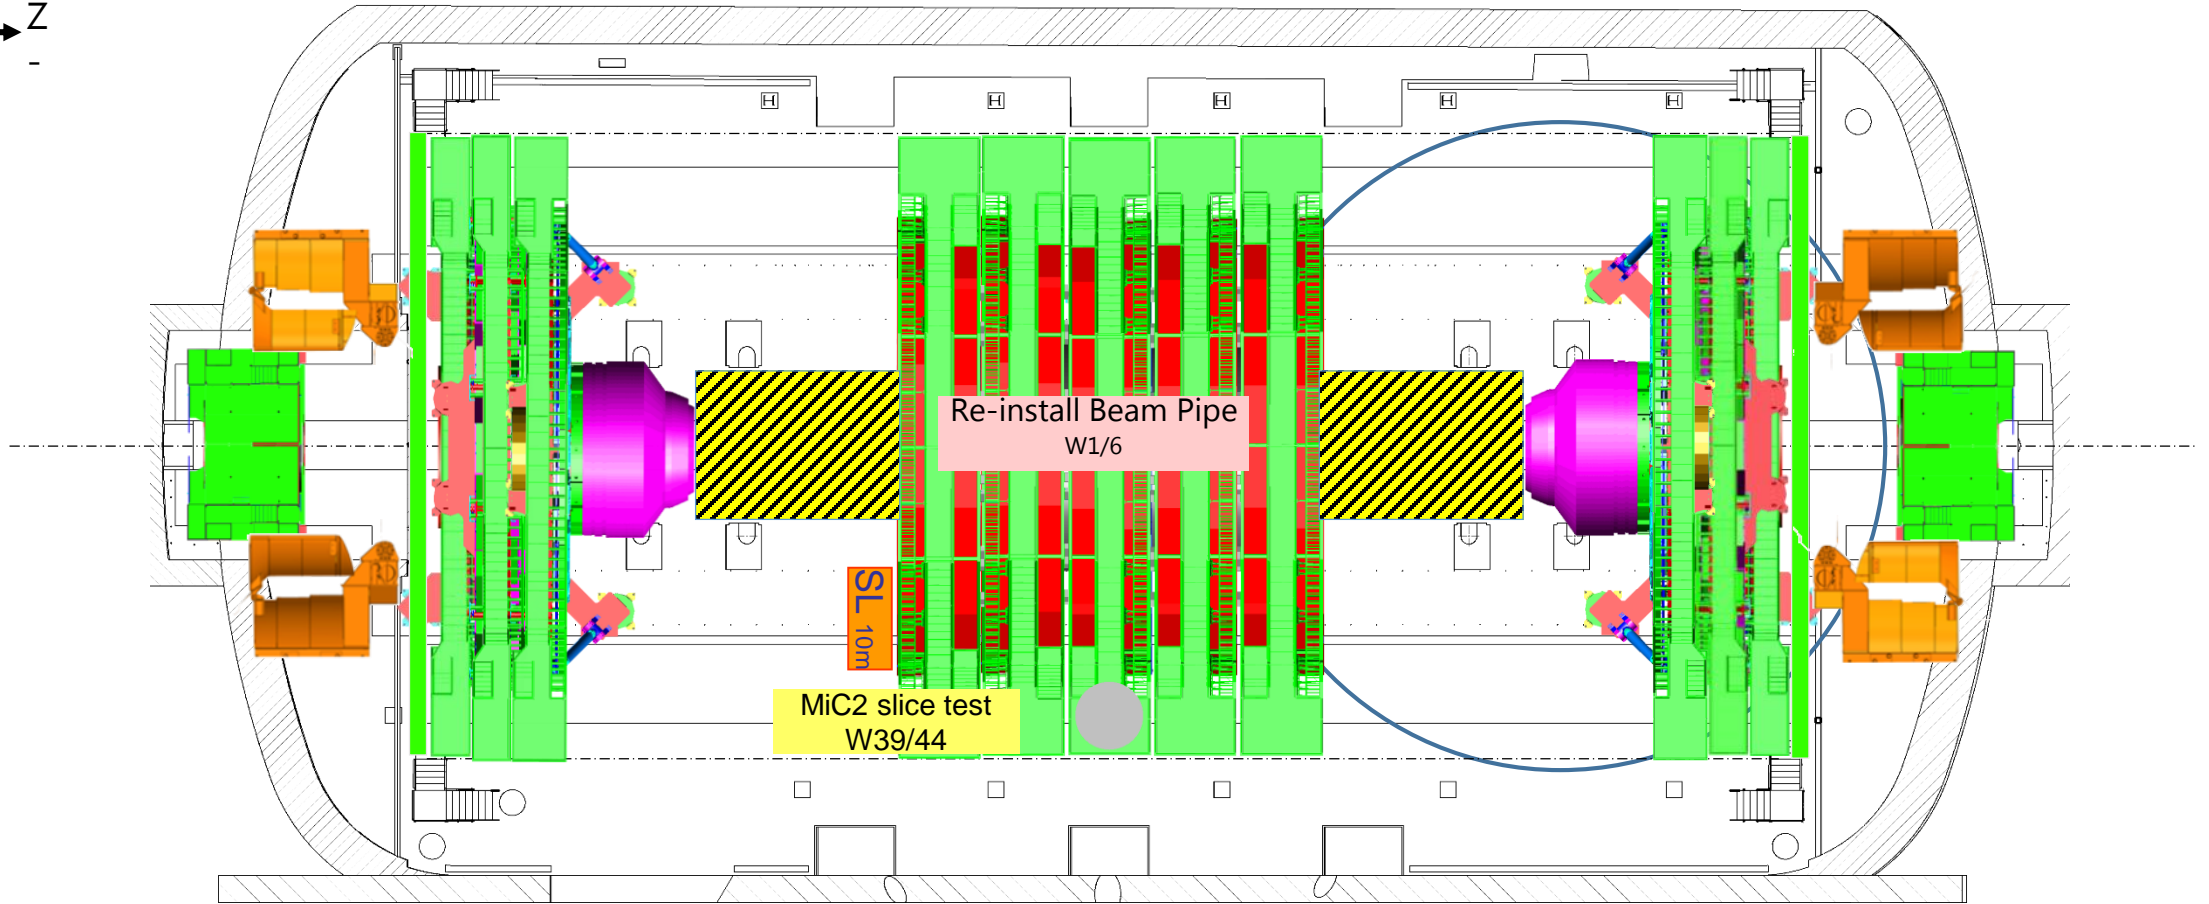 Z
-
H H H H H
Re-install Beam Pipe
W1/6
SL 10m
MiC2 slice test
W39/44